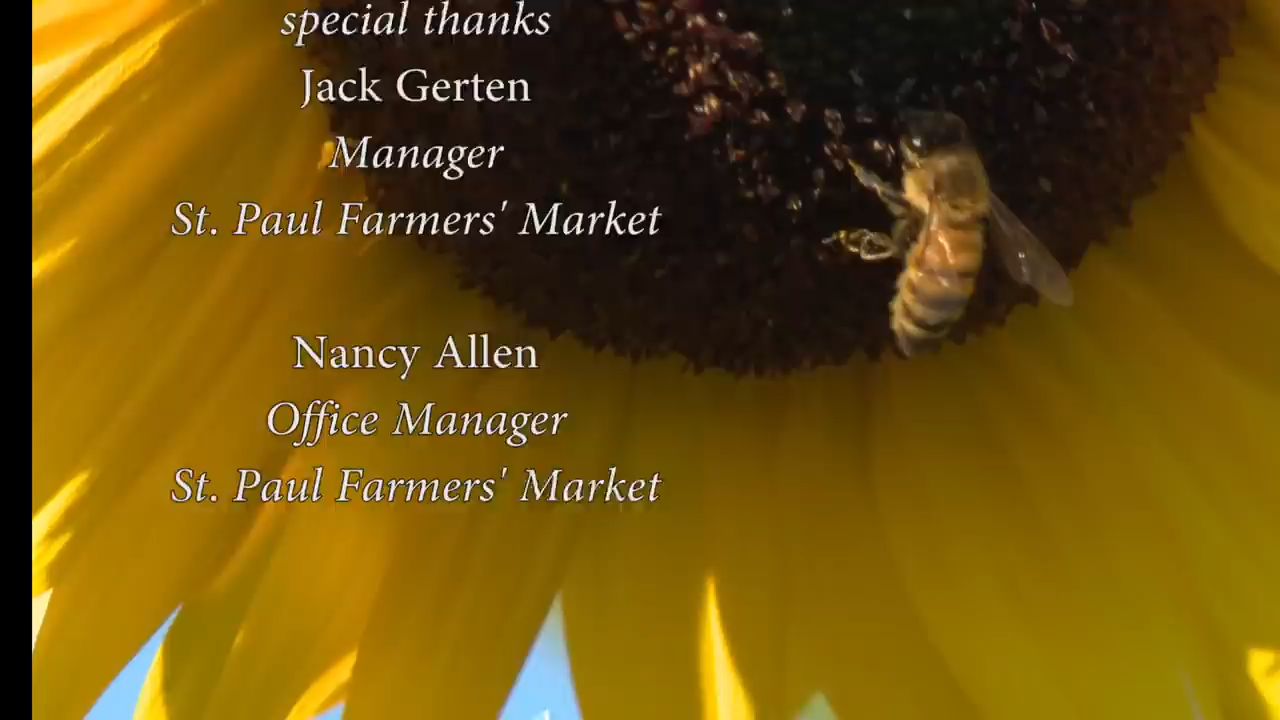 special thanks
Jack Gerten
Manager
St. Paul Farmers' Market
Nancy Allen
Office Manager
St. Paul Farmers' Market